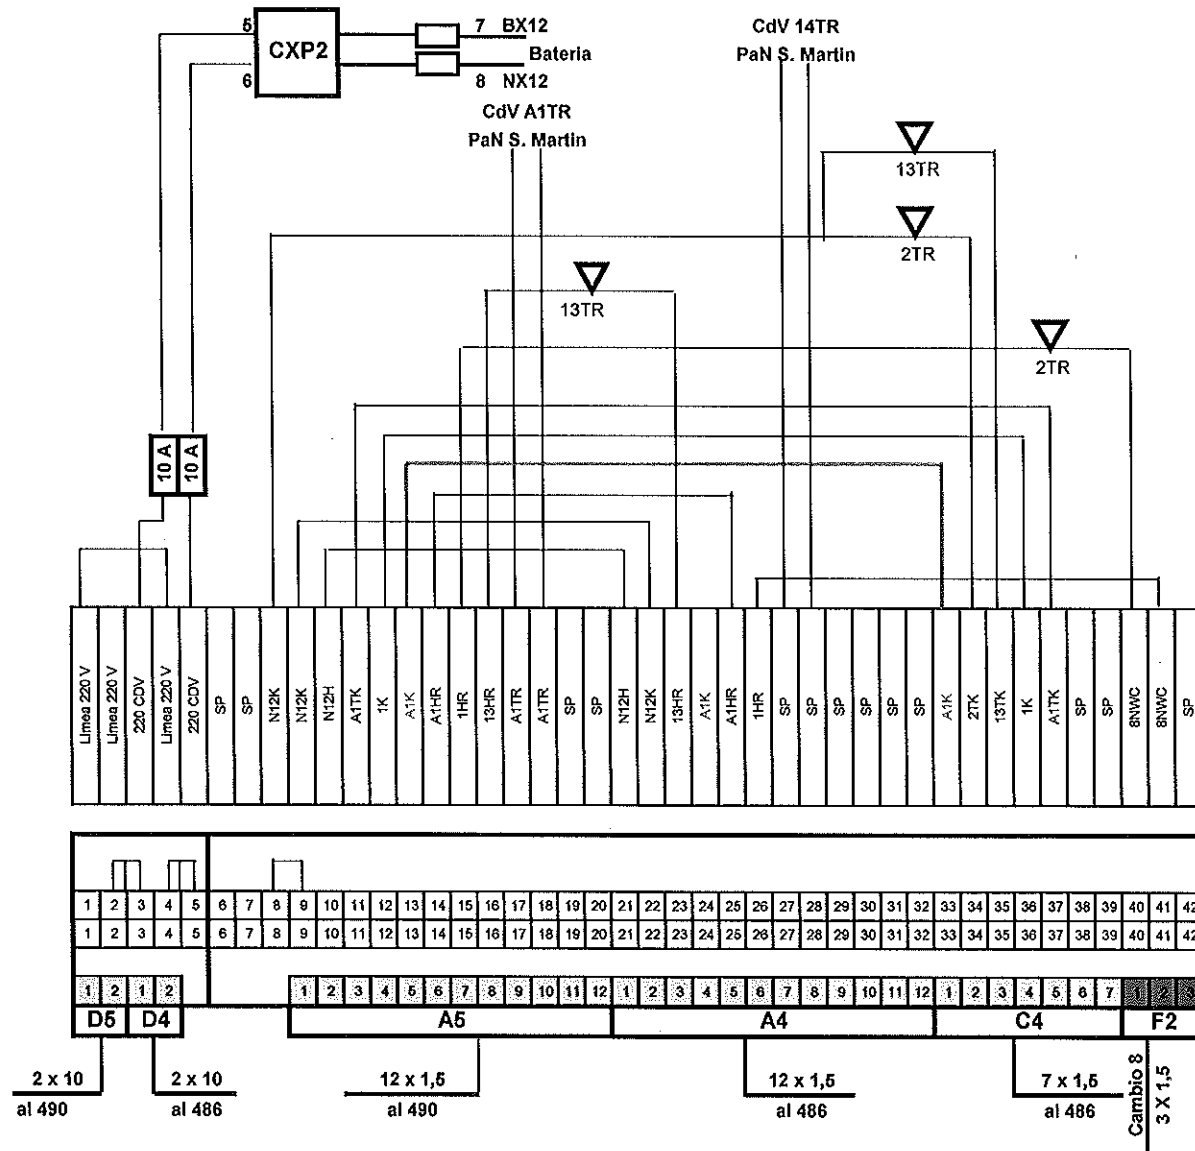 5
CXP2
6
7 BX12
Bateria
8 NX12
CdV A1TR
PaN S. Martin
CdV 14TR
PaN S. Martin
13TR
2TR
13TR
2TR
10 A
10 A
Limea 220 V
Limea 220 V
220 CDV
Limea 220 V
220 CDV
SP
SP
N12K
N12K
N12H
A1TK
1K
A1K
A1HR
1HR
13HR
A1TR
A1TR
SP
SP
N12H
N12K
13HR
A1K
A1HR
1HR
SP
SP
SP
SP
SP
SP
A1K
2TK
13TK
1K
A1TK
SP
SP
8NWC
8NWC
SP
1 2 3 4 5 6 7 8 9 10 11 12 13 14 15 16 17 18 19 20 21 22 23 24 25 26 27 28 29 30 31 32 33 34 35 36 37 38 39 40 41 42
1 2 3 4 5 6 7 8 9 10 11 12 13 14 15 16 17 18 19 20 21 22 23 24 25 26 27 28 29 30 31 32 33 34 35 36 37 38 39 40 41 42
1 2 1 2 1 2 3 4 5 6 7 8 9 10 11 12 1 2 3 4 5 6 7 8 9 10 11 12 1 2 3 4 5 6 7 1 2 3
D5 D4 A5 A4 C4 F2
2 x 10
al 490
2 x 10
al 486
12 x 1,5
al 490
12 x 1,5
al 486
7 x 1,5
al 486
Cambio 8
3 X 1,5